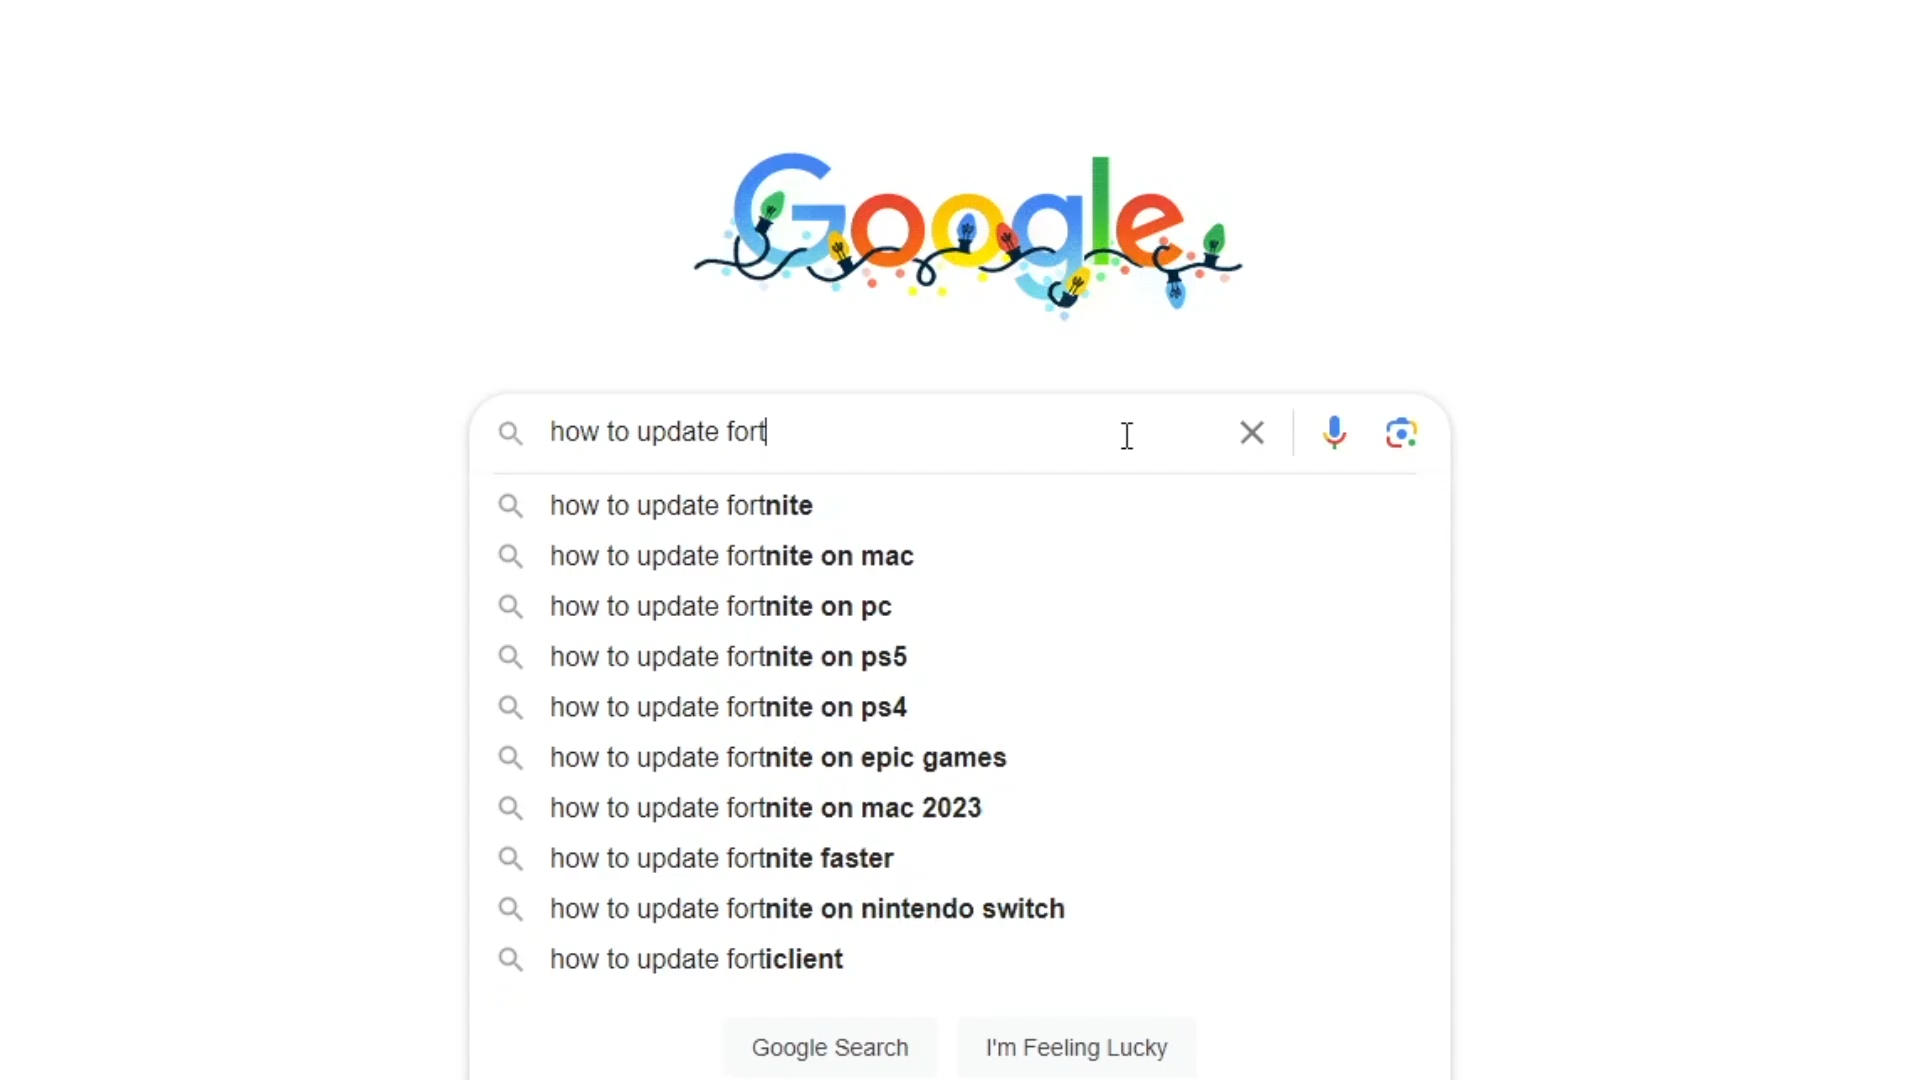 Google
how to update fort
how to update fortnite
how to update fortnite on mac
how to update fortnite on pc
how to update fortnite on ps5
how to update fortnite on ps4
how to update fortnite on epic games
how to update fortnite on mac 2023
how to update fortnite faster
how to update fortnite on nintendo switch
how to update forticlient
Google Search
I'm Feeling Lucky